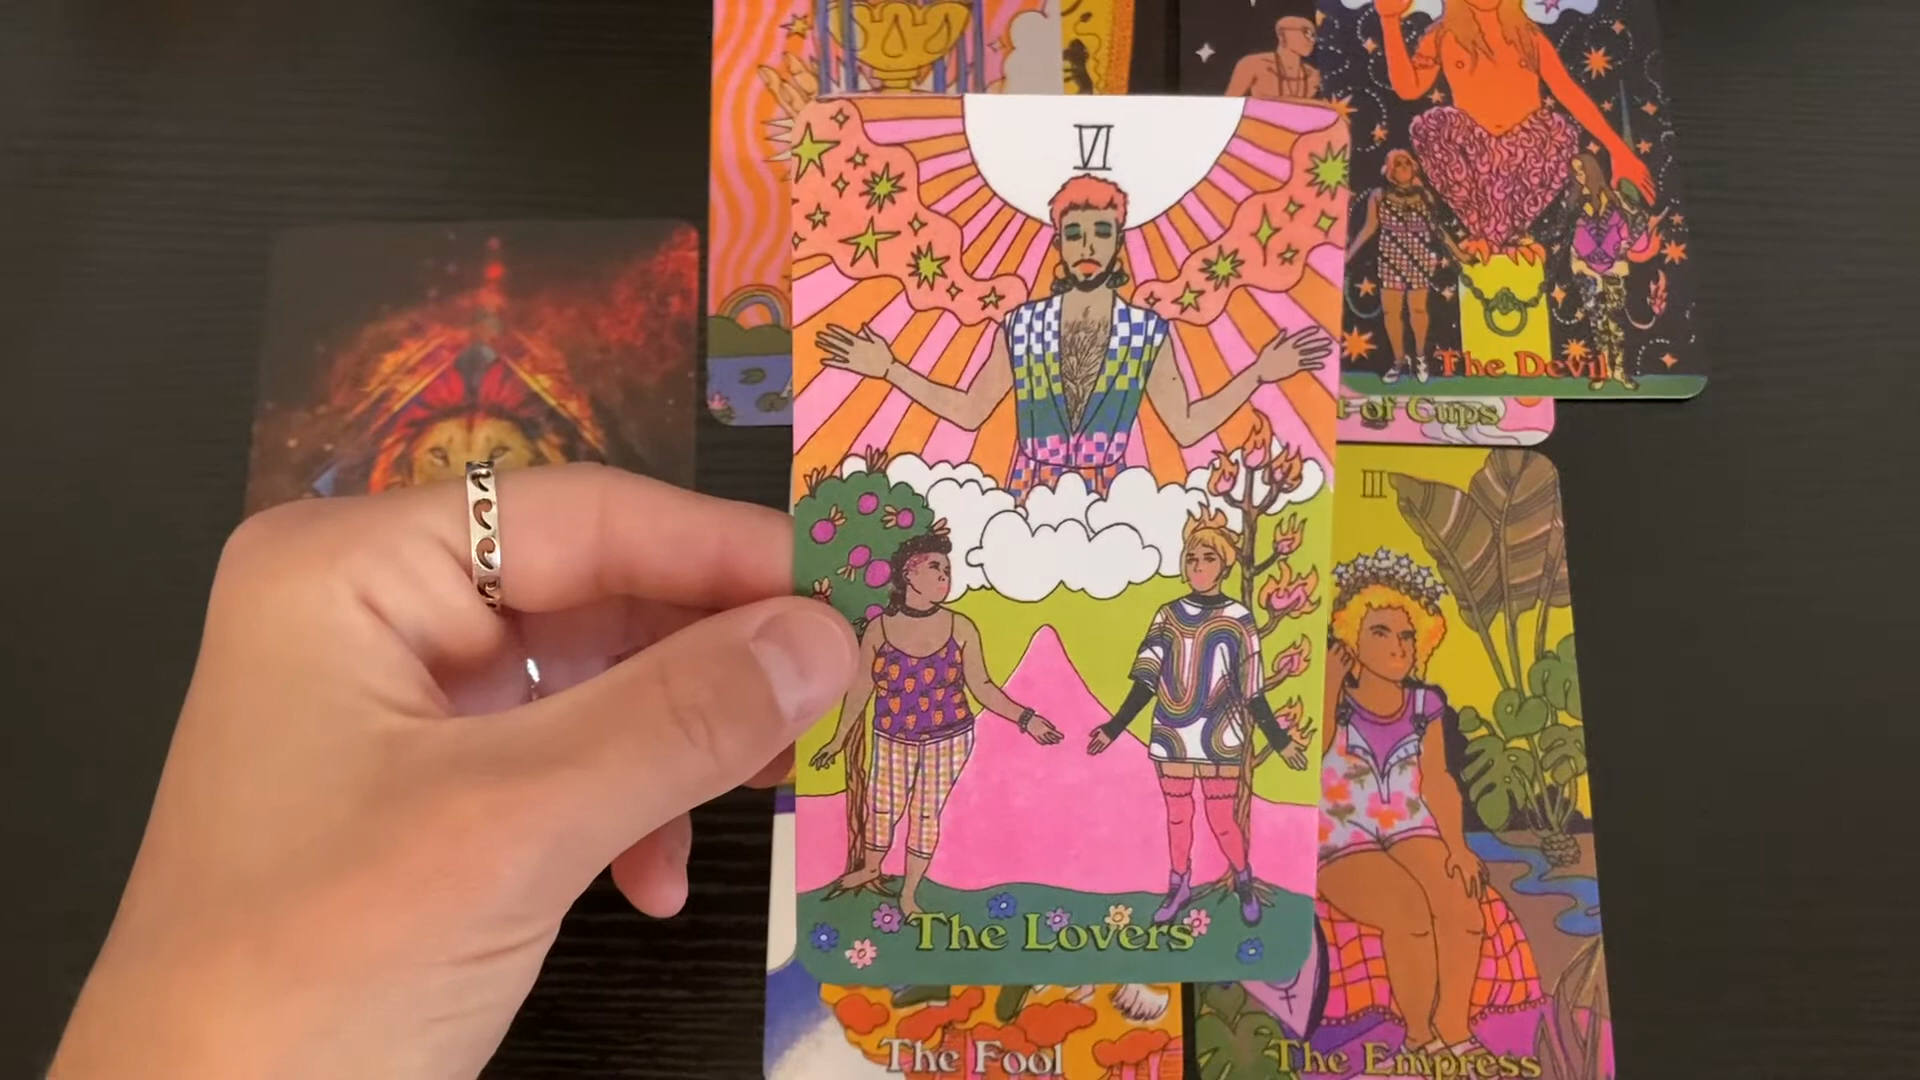 VI
The Devil
t of Cups
III
The Lovers
The Fool
The Empress